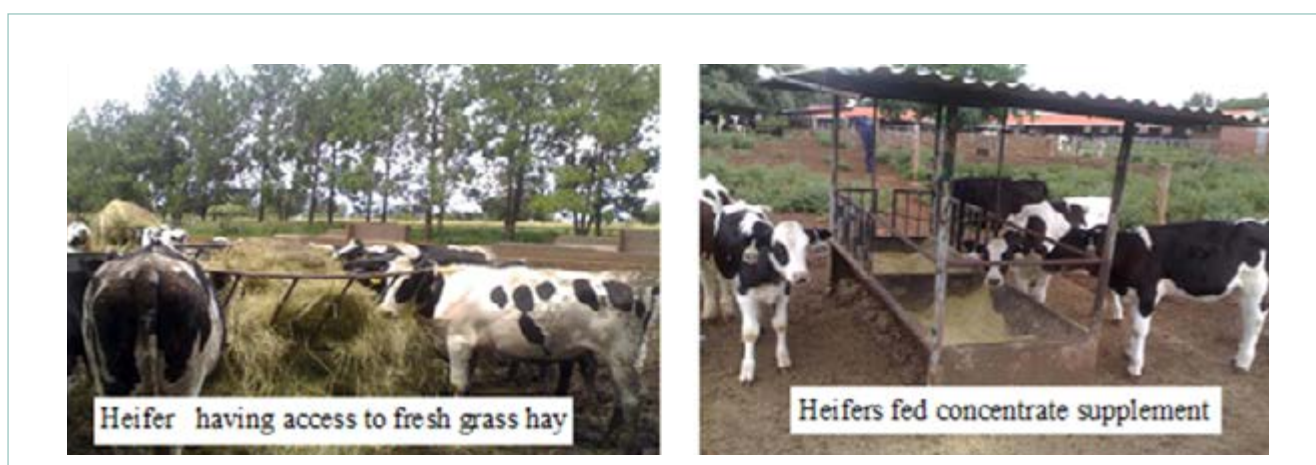 Heifer having access to fresh grass hay
Heifers fed concentrate supplement